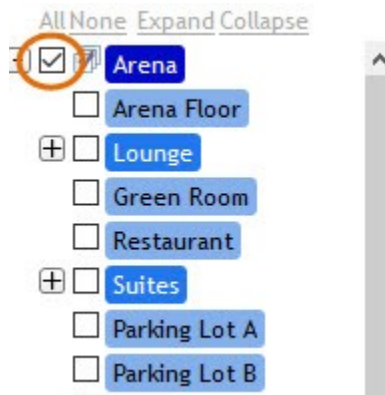 All None Expand Collapse
Arena
Arena Floor
Lounge
Green Room
Restaurant
Suites
Parking Lot A
Parking Lot B